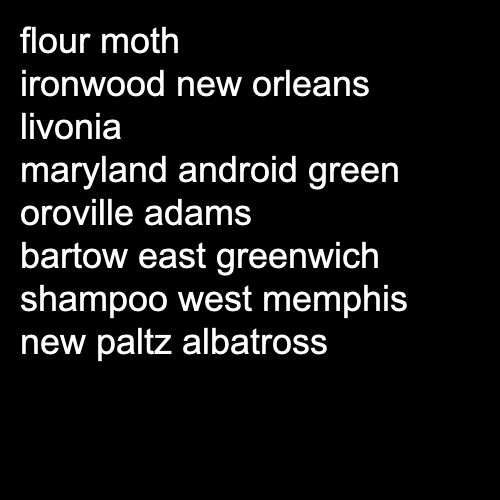 flour moth
ironwood new orleans
livonia
maryland android green
oroville adams
bartow east greenwich
shampoo west memphis
new paltz albatross